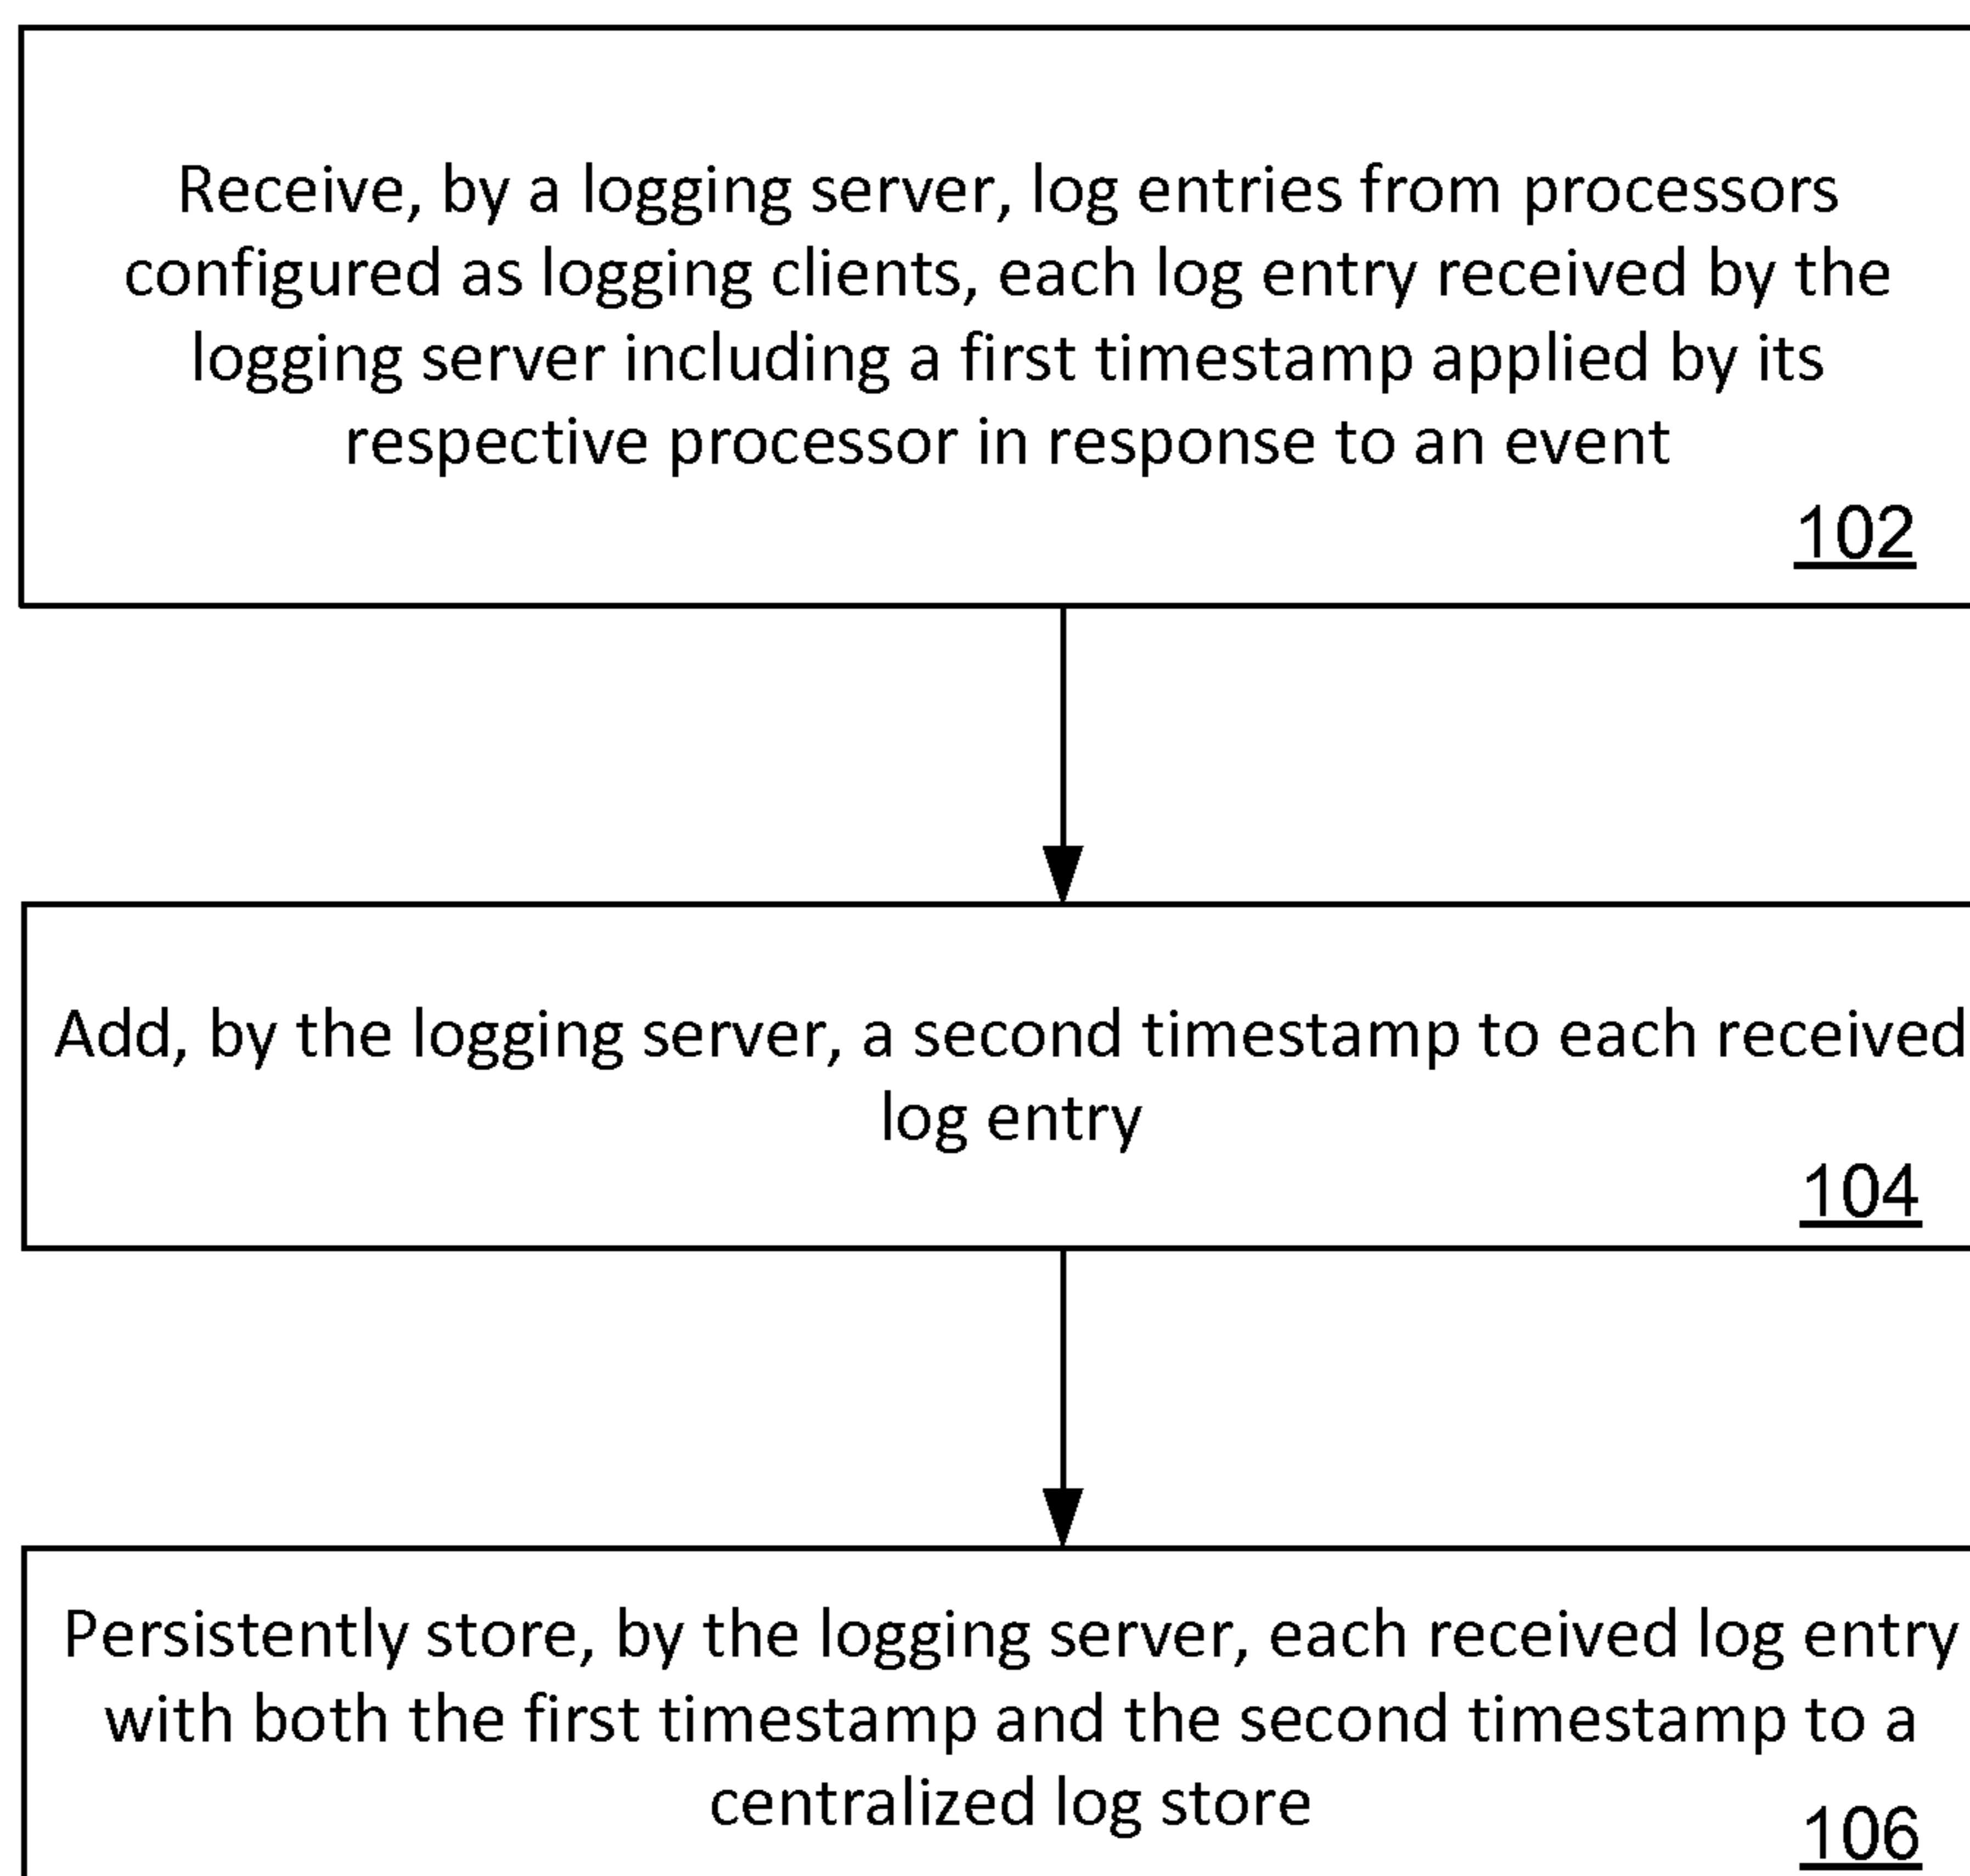 Receive, by a logging server, log entries from processors
configured as logging clients, each log entry received by the
logging server including a first timestamp applied by its
respective processor in response to an event
102
Add, by the logging server, a second timestamp to each received
log entry
104
Persistently store, by the logging server, each received log entry
with both the first timestamp and the second timestamp to a
centralized log store
106